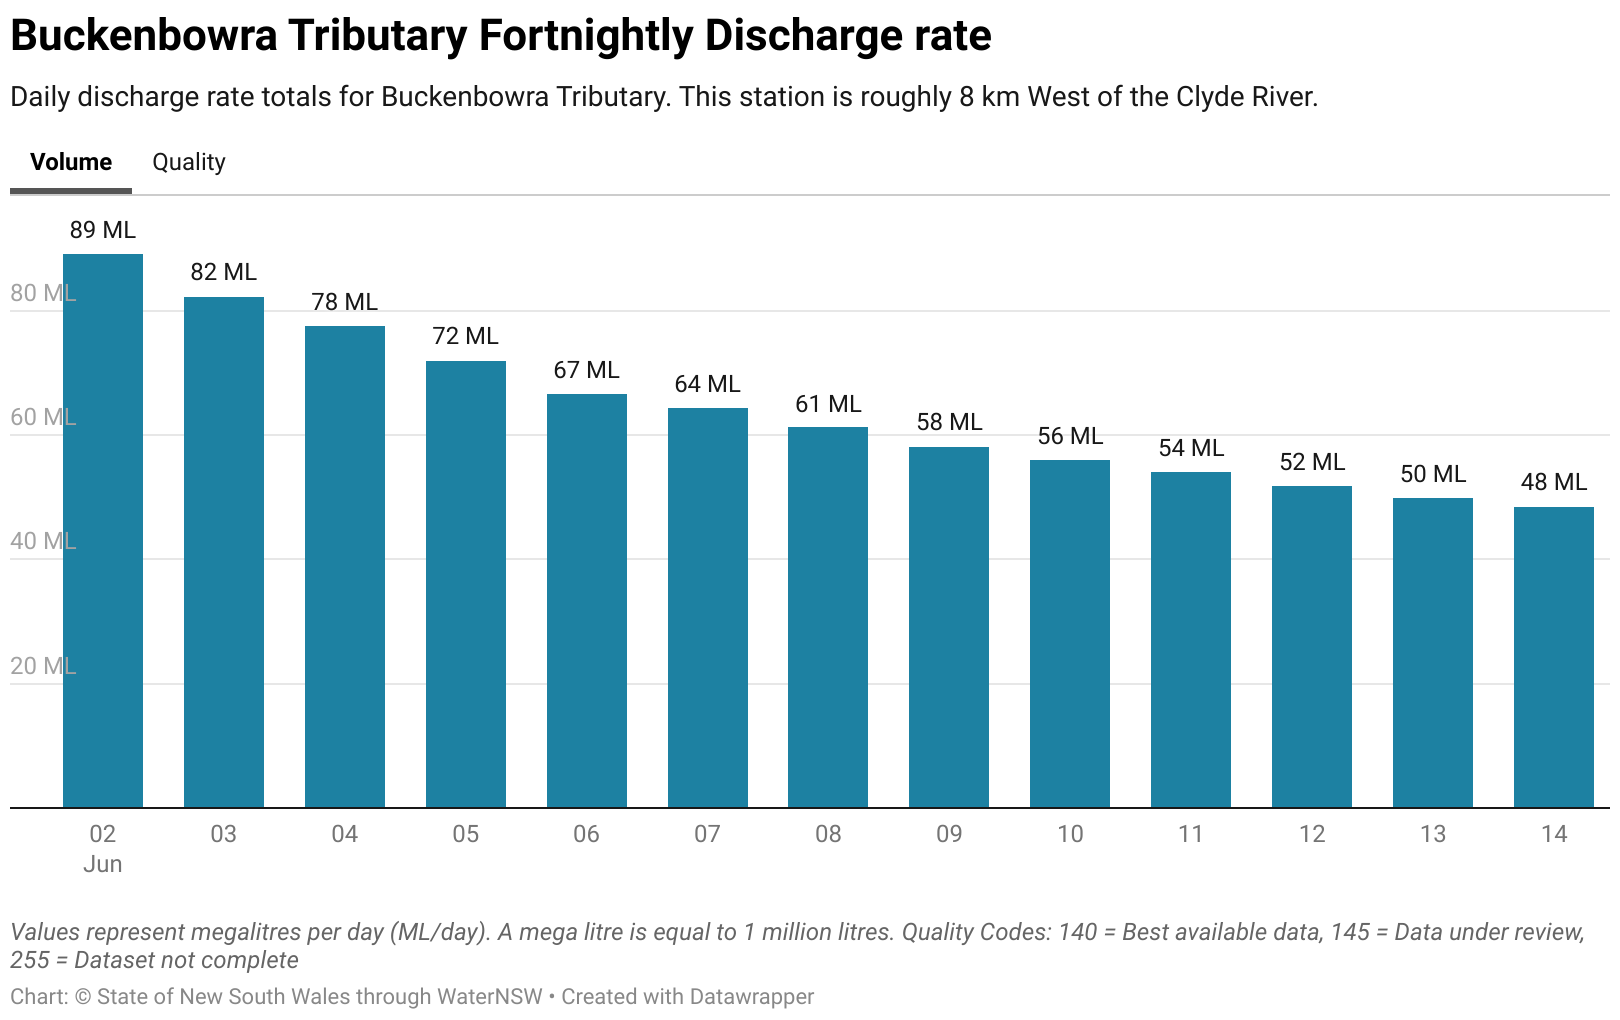 Buckenbowra Tributary Fortnightly Discharge rate
Daily discharge rate totals for Buckenbowra Tributary. This station is roughly 8 km West of the Clyde River.
Volume Quality
89 ML
82 ML
78 ML
72 ML
67 ML
64 ML
61 ML
58 ML
56 ML
54 ML
52 ML
50 ML
48 ML
80 ML
60 ML
40 ML
20 ML
02 03 04 05 06 07 08 09 10 11 12 13 14
Jun
Values represent megalitres per day (ML/day). A mega litre is equal to 1 million litres. Quality Codes: 140 = Best available data, 145 = Data under review,
255 = Dataset not complete
Chart: © State of New South Wales through WaterNSW • Created with Datawrapper